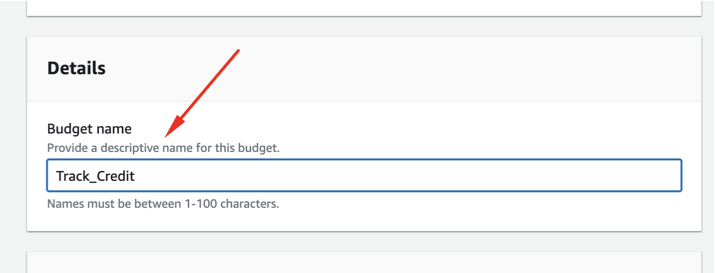 Details
Budget name
Provide a descriptive name for this budget.
Track_Credit
Names must be between 1-100 characters.